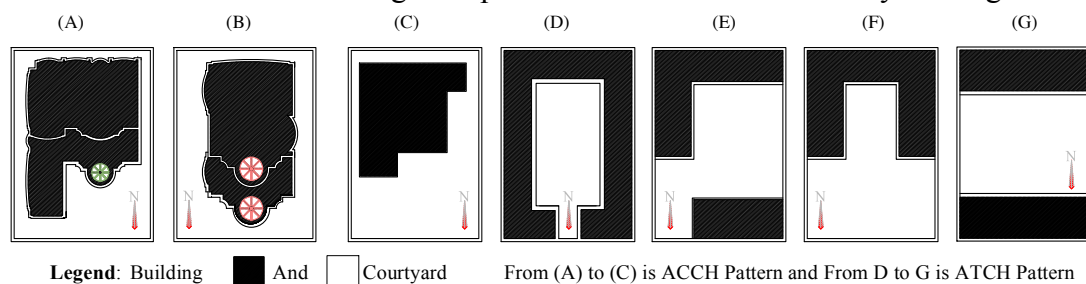 (A) (B) (C) (D) (E) (F) (G)
N N N N N N N
Legend: Building And Courtyard From (A) to (C) is ACCH Pattern and From D to G is ATCH Pattern